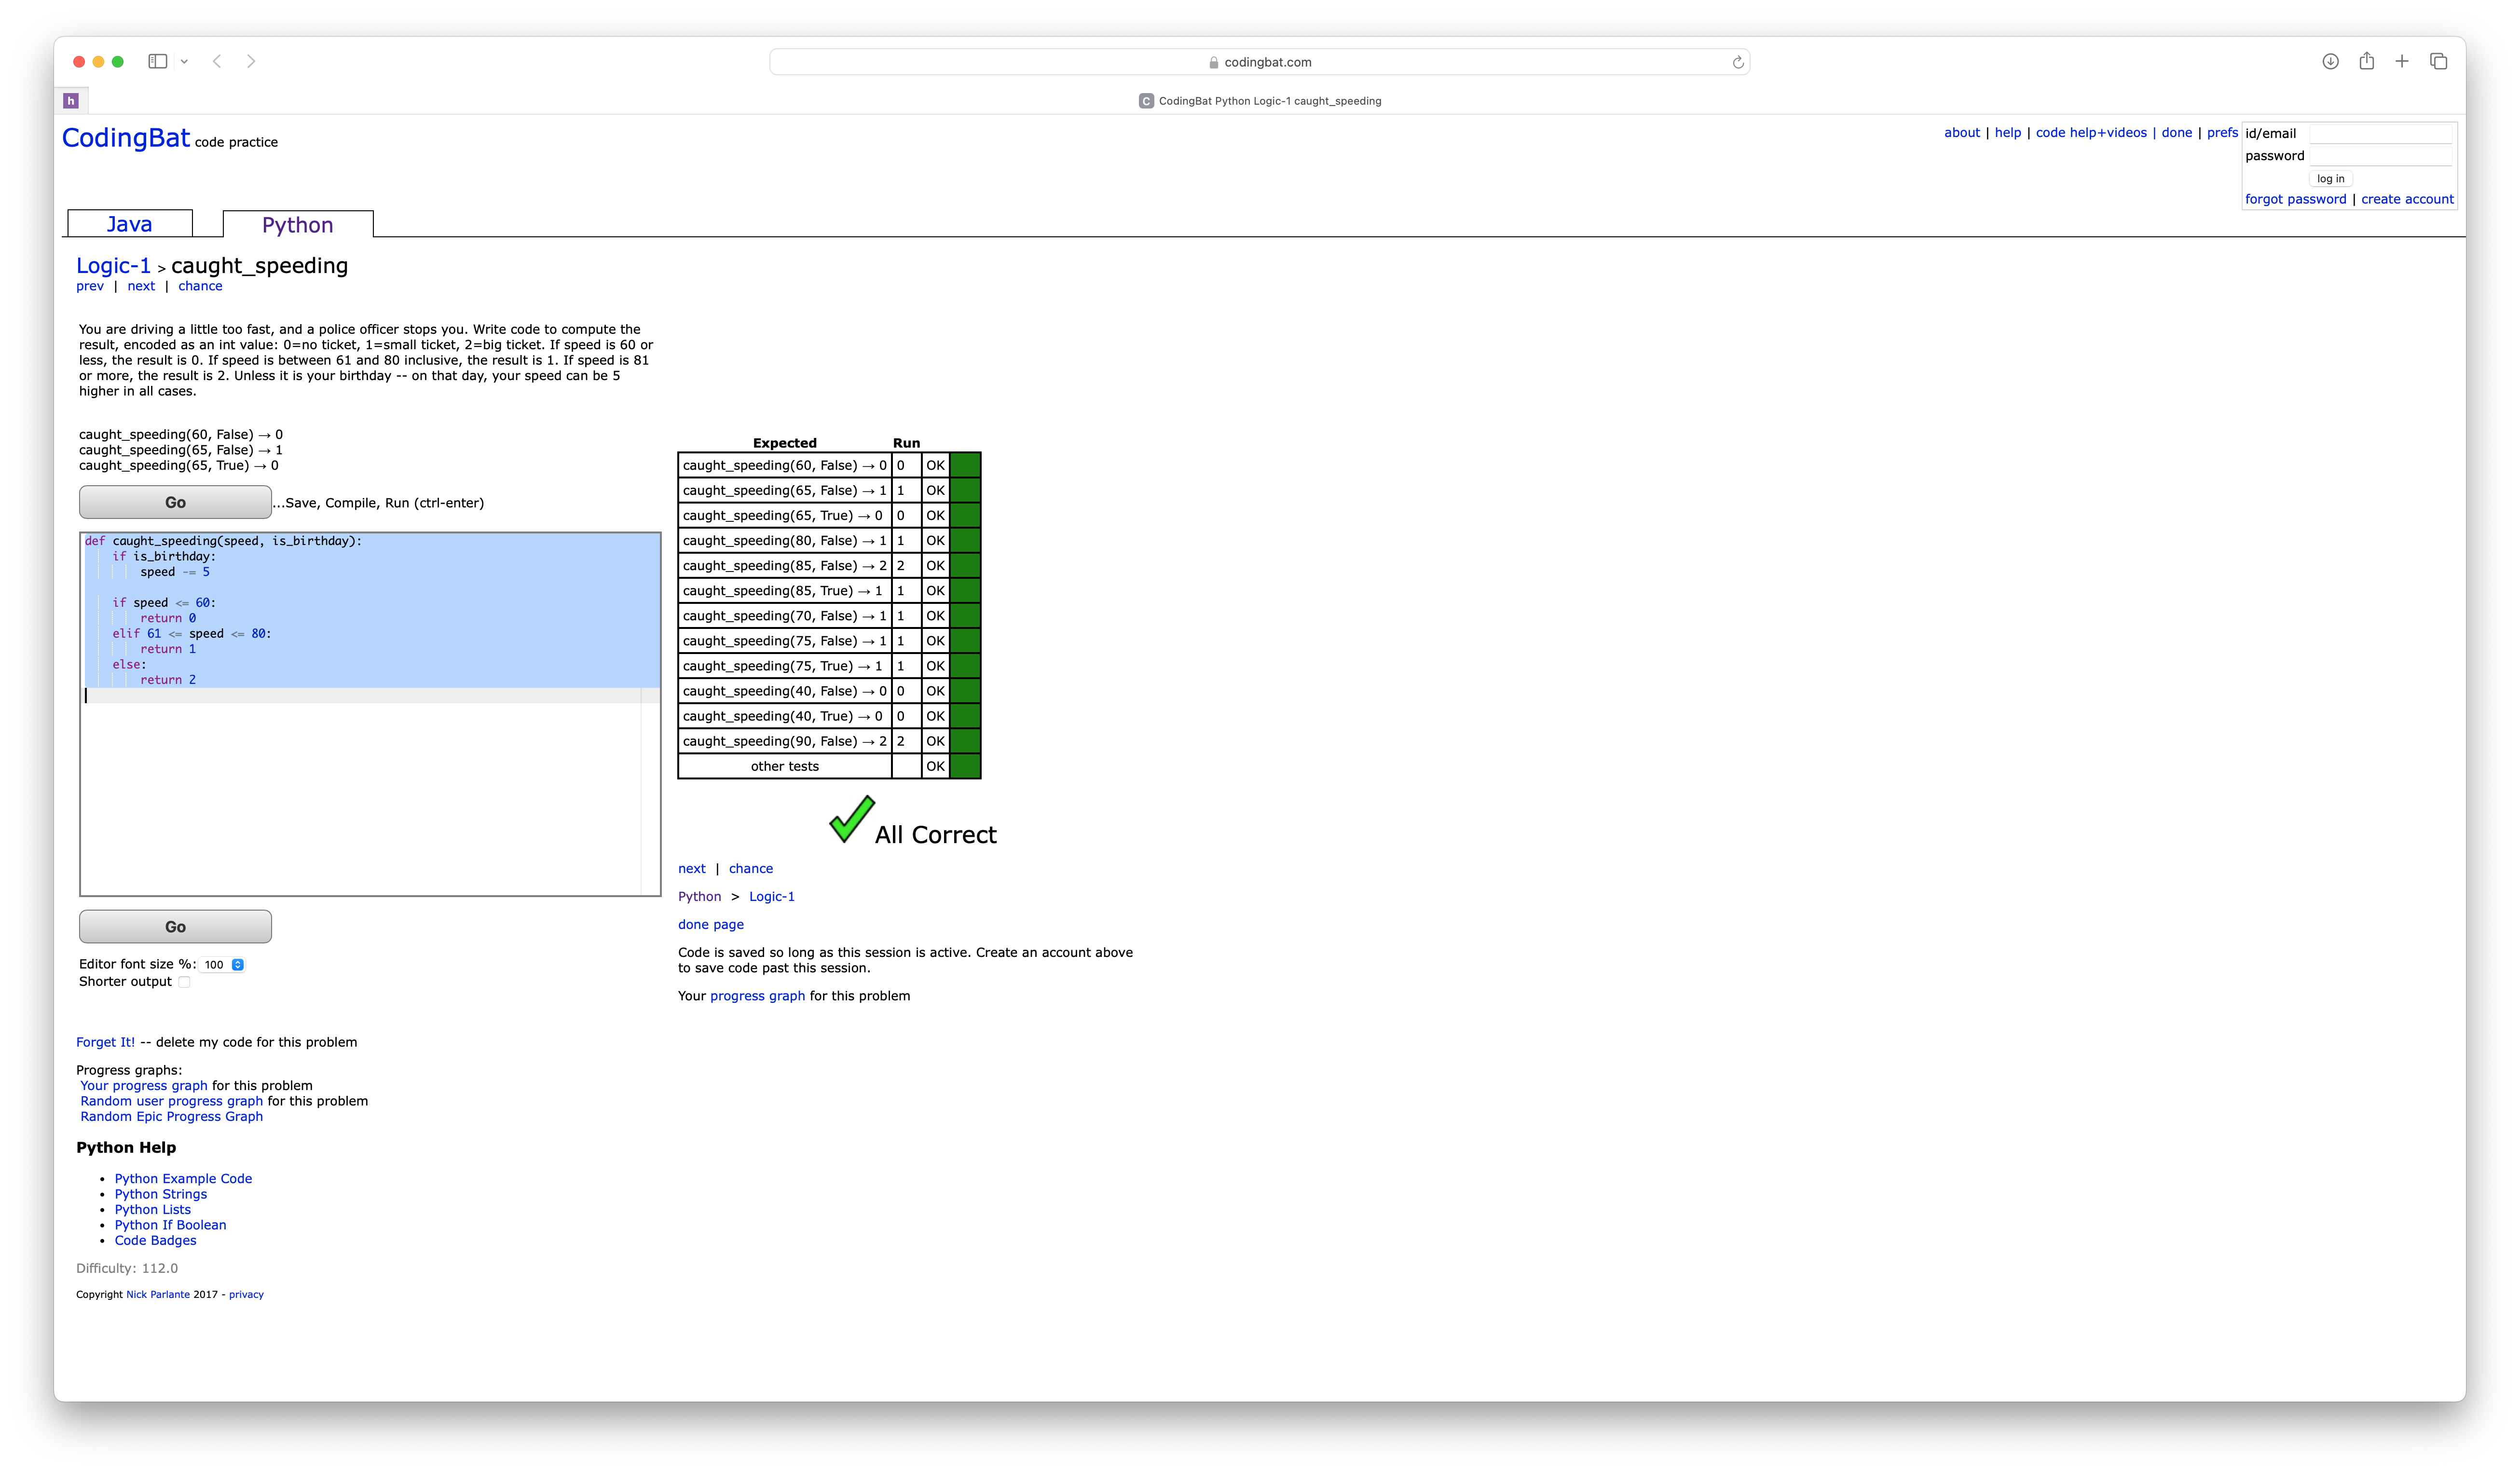 codingbat.com
h
C CodingBat Python Logic-1 caught_speeding
CodingBat code practice
about | help | code help+videos | done | prefs
id/email
password
log in
forgot password | create account
Java
Python
Logic-1 > caught_speeding
prev | next | chance
You are driving a little too fast, and a police officer stops you. Write code to compute the
result, encoded as an int value: 0=no ticket, 1=small ticket, 2=big ticket. If speed is 60 or
less, the result is 0. If speed is between 61 and 80 inclusive, the result is 1. If speed is 81
or more, the result is 2. Unless it is your birthday -- on that day, your speed can be 5
higher in all cases.
caught_speeding(60, False) → 0
caught_speeding(65, False) → 1
caught_speeding(65, True) → 0
Go ...Save, Compile, Run (ctrl-enter)
def caught_speeding(speed, is_birthday):
    if is_birthday:
        speed -= 5
    if speed <= 60:
        return 0
    elif 61 <= speed <= 80:
        return 1
    else:
        return 2
Go
Editor font size %: 100
Shorter output
Expected Run
caught_speeding(60, False) → 0 0 OK
caught_speeding(65, False) → 1 1 OK
caught_speeding(65, True) → 0 0 OK
caught_speeding(80, False) → 1 1 OK
caught_speeding(85, False) → 2 2 OK
caught_speeding(85, True) → 1 1 OK
caught_speeding(70, False) → 1 1 OK
caught_speeding(75, False) → 1 1 OK
caught_speeding(75, True) → 1 1 OK
caught_speeding(40, False) → 0 0 OK
caught_speeding(40, True) → 0 0 OK
caught_speeding(90, False) → 2 2 OK
other tests OK
All Correct
next | chance
Python > Logic-1
done page
Code is saved so long as this session is active. Create an account above
to save code past this session.
Your progress graph for this problem
Forget It! -- delete my code for this problem
Progress graphs:
Your progress graph for this problem
Random user progress graph for this problem
Random Epic Progress Graph
Python Help
• Python Example Code
• Python Strings
• Python Lists
• Python If Boolean
• Code Badges
Difficulty: 112.0
Copyright Nick Parlante 2017 - privacy